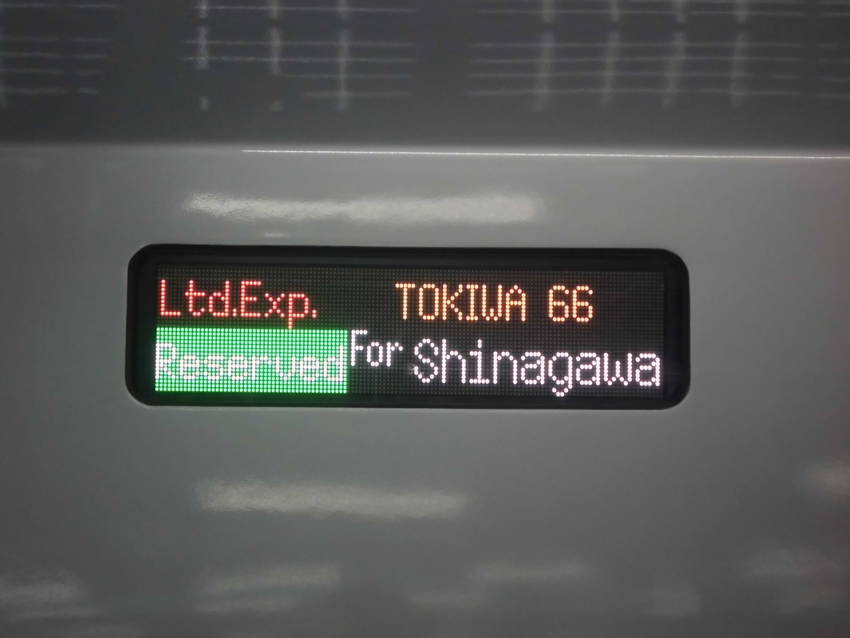 Ltd.Exp. TOKIWA 66
Reserved For Shinagawa